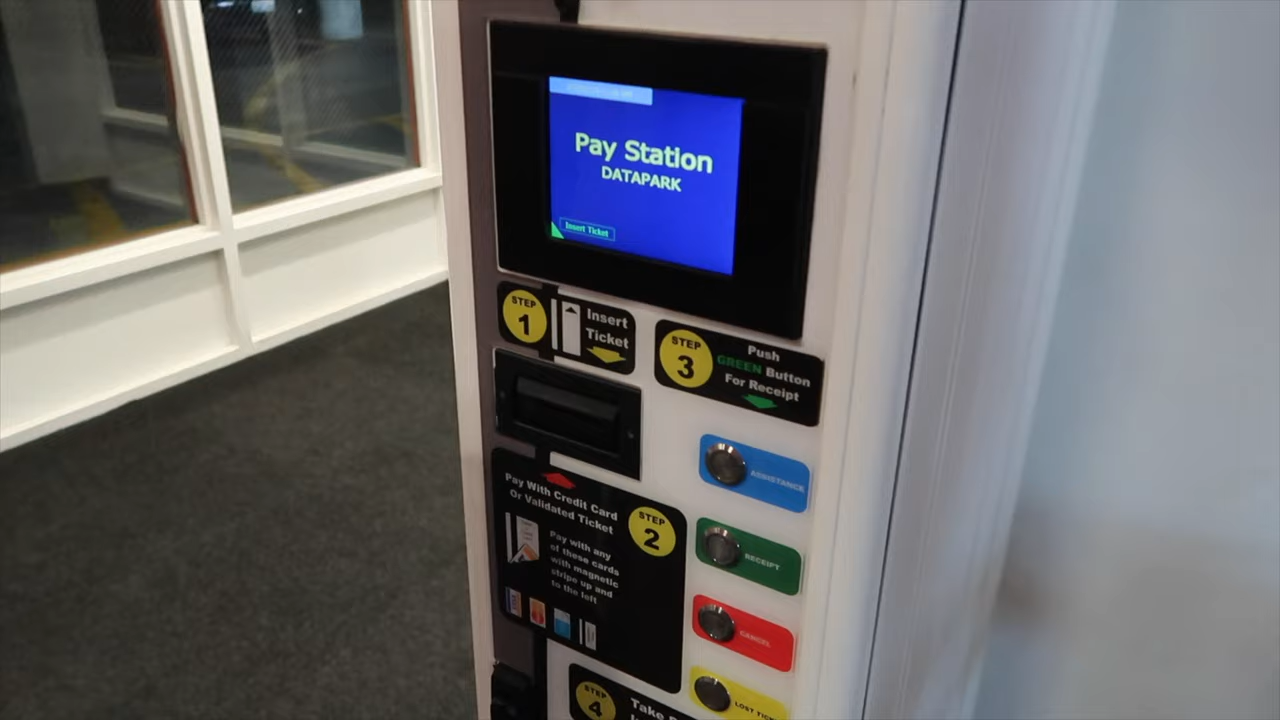 Pay Station
DATAPARK
Insert Ticket
STEP
1
Insert
Ticket
STEP
3
Push
GREEN Button
For Receipt
ASSISTANCE
Pay With Credit Card
Or Validated Ticket
STEP
2
Pay with any
of these cards
with magnetic
stripe up and
to the left
RECEIPT
CANCEL
LOST
STEP
4
Take